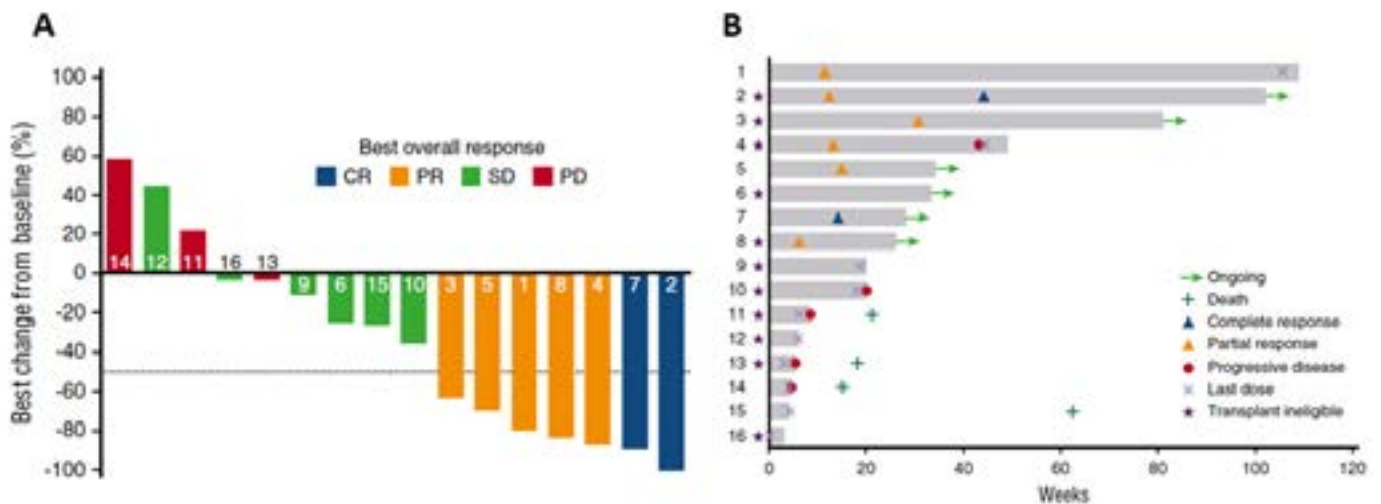 A
Best change from baseline (%)
100
80
60
40
20
0
-20
-40
-60
-80
-100
Best overall response
CR PR SD PD
14 12 11 16 13 9 6 15 10 3 5 1 8 4 7 2
B
1
2
3
4
5
6
7
8
9
10
11
12
13
14
15
16
Ongoing
Death
Complete response
Partial response
Progressive disease
Last dose
Transplant ineligible
0 20 40 60 80 100 120
Weeks